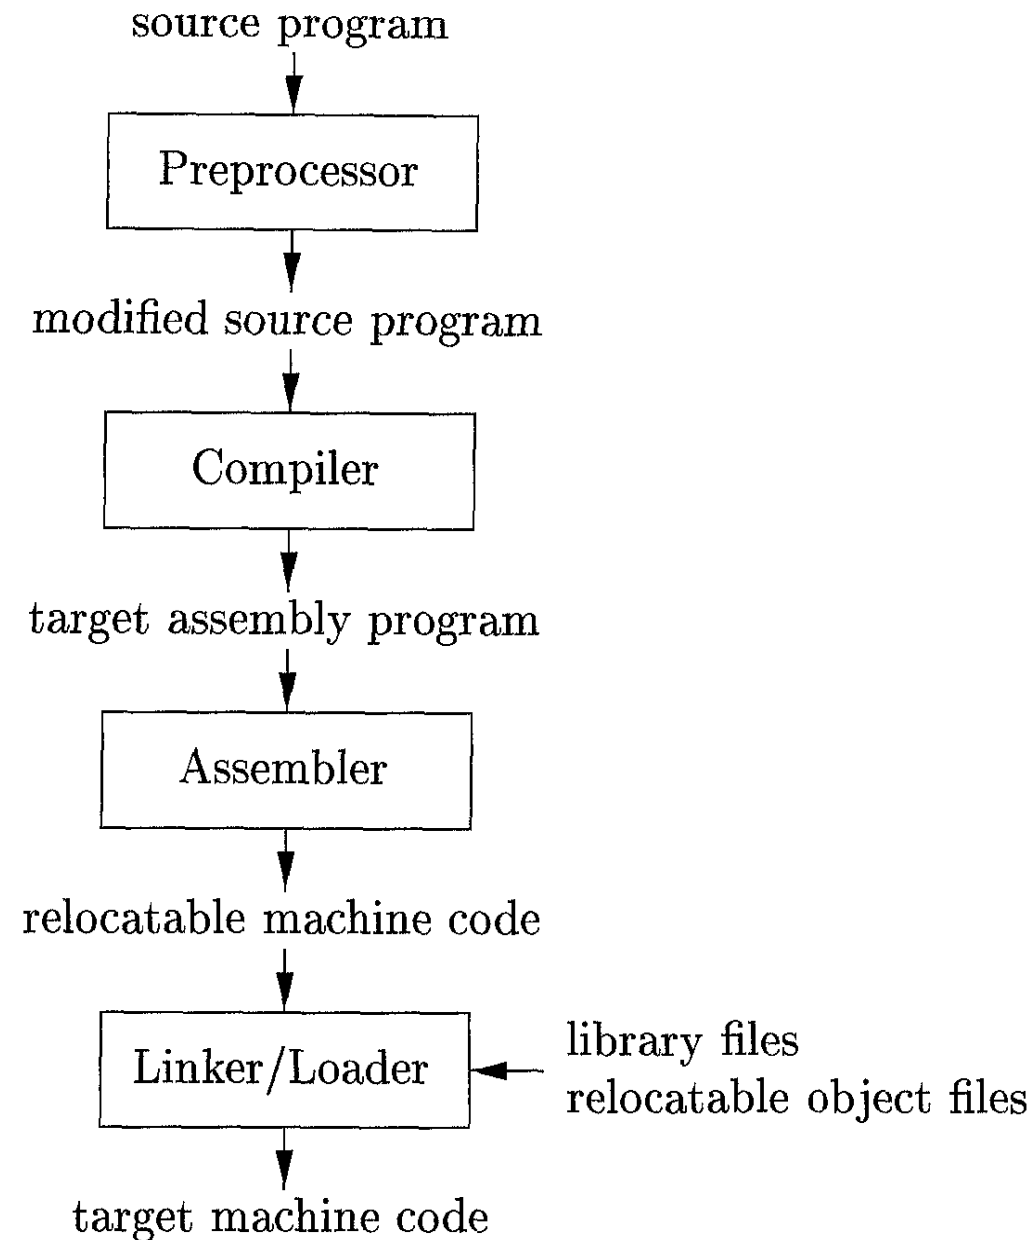 source program
Preprocessor
modified source program
Compiler
target assembly program
Assembler
relocatable machine code
Linker/Loader
library files
relocatable object files
target machine code